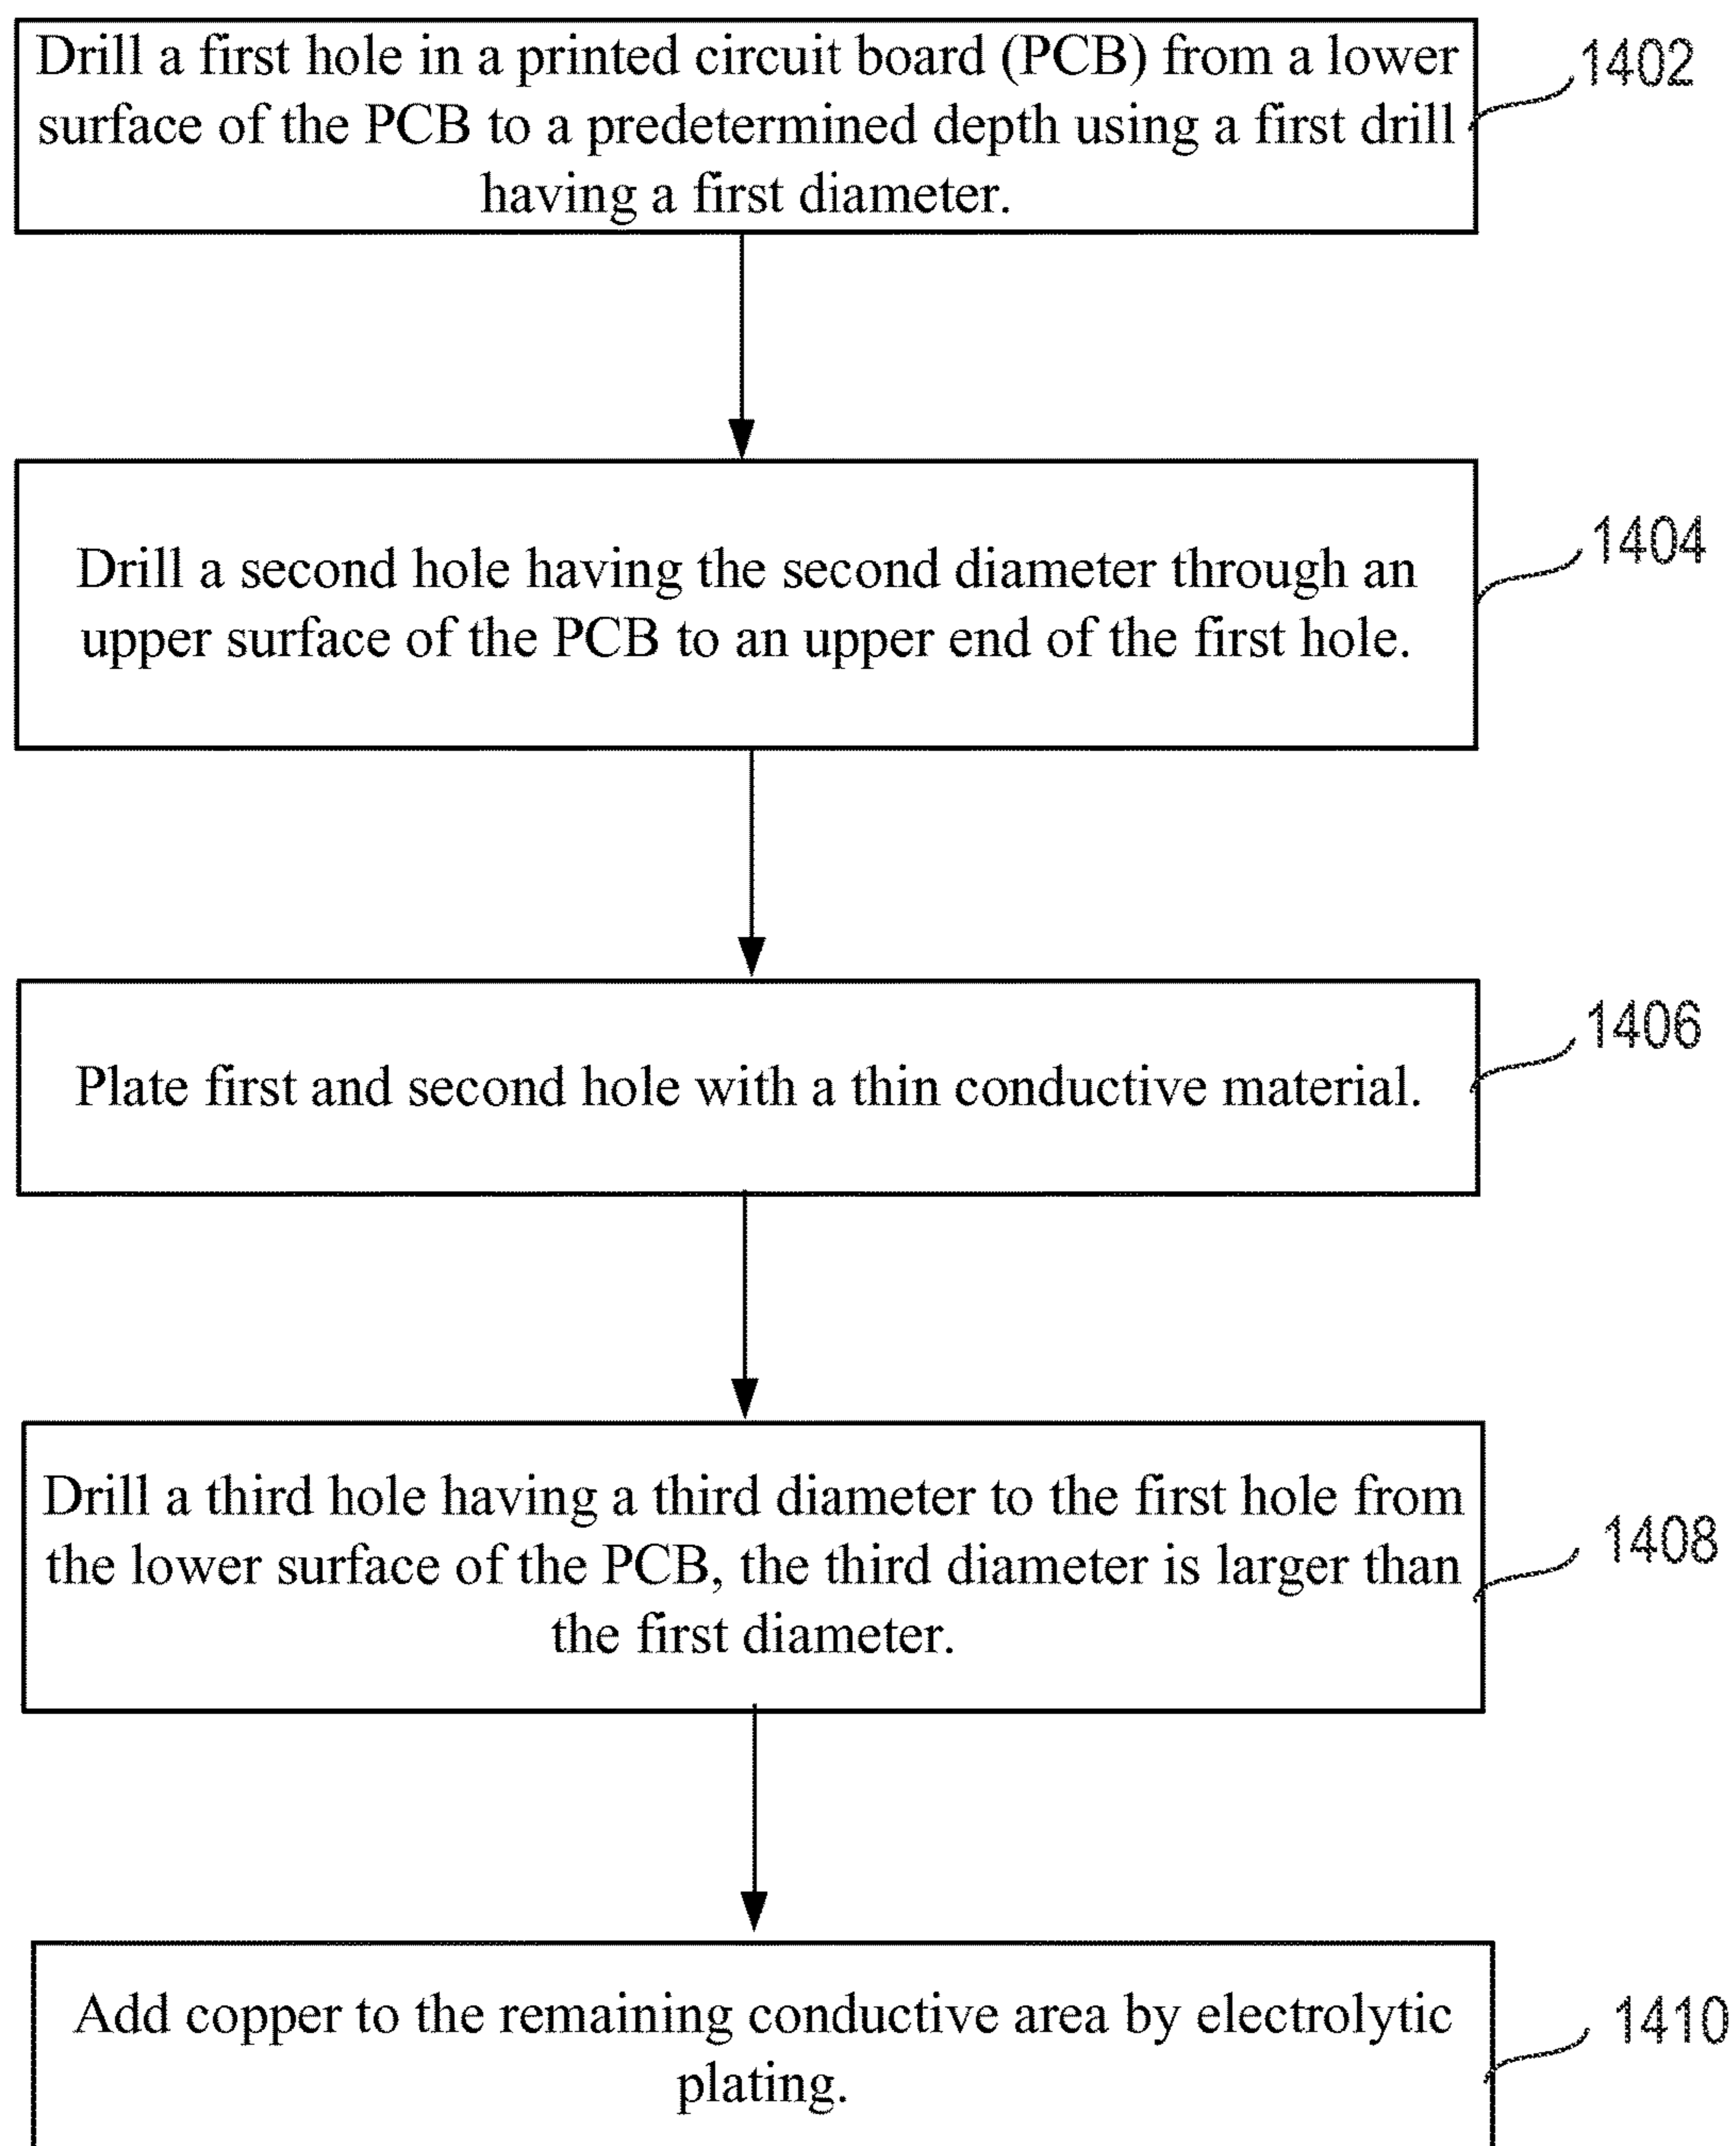 Drill a first hole in a printed circuit board (PCB) from a lower
surface of the PCB to a predetermined depth using a first drill
having a first diameter.
1402
Drill a second hole having the second diameter through an
upper surface of the PCB to an upper end of the first hole.
1404
Plate first and second hole with a thin conductive material.
1406
Drill a third hole having a third diameter to the first hole from
the lower surface of the PCB, the third diameter is larger than
the first diameter.
1408
Add copper to the remaining conductive area by electrolytic
plating.
1410